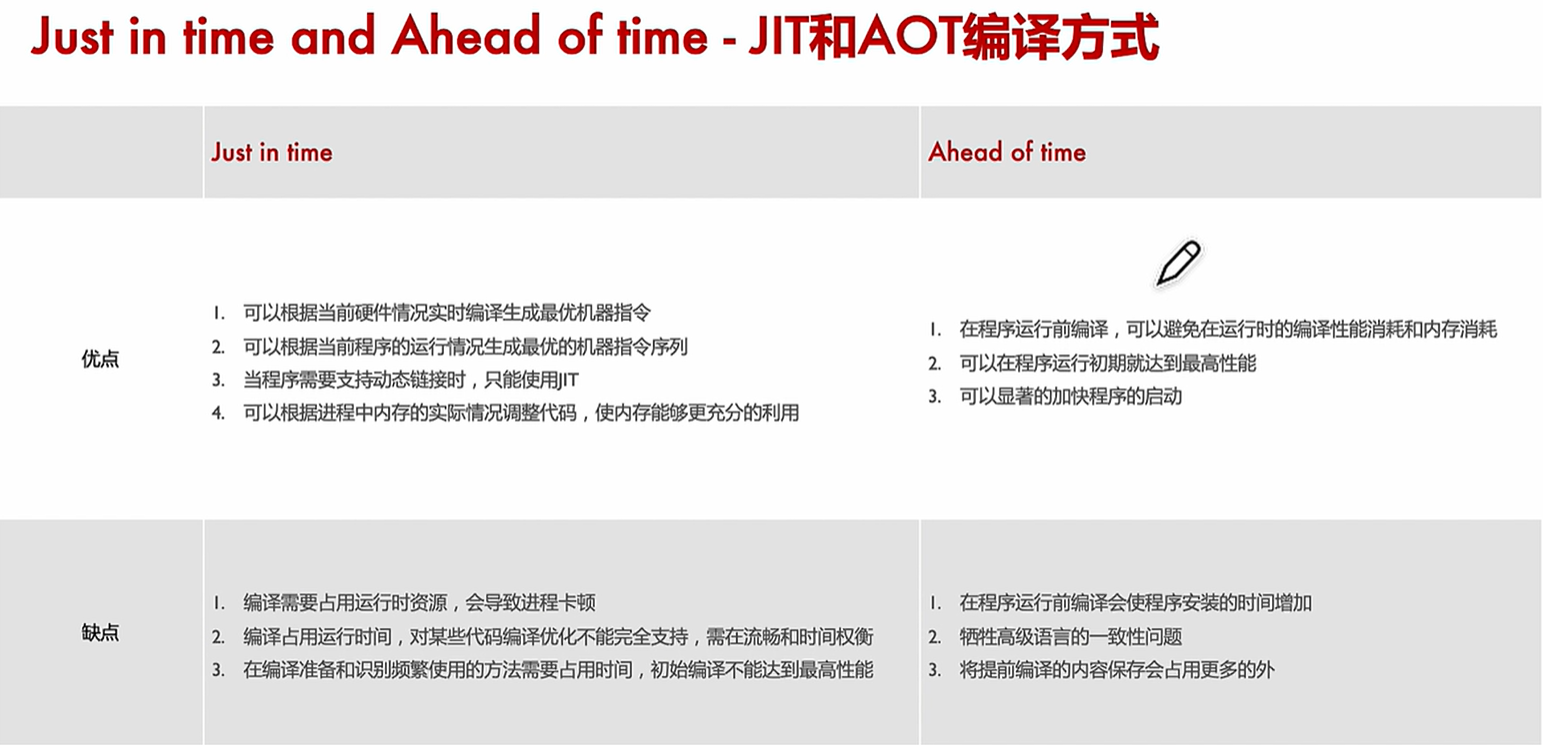 Just in time and Ahead of time - JIT和AOT编译方式
Just in time
Ahead of time
优点
1. 可以根据当前硬件情况实时编译生成最优机器指令
2. 可以根据当前程序的运行情况生成最优的机器指令序列
3. 当程序需要支持动态链接时，只能使用JIT
4. 可以根据进程中内存的实际情况调整代码，使内存能够更充分的利用
1. 在程序运行前编译，可以避免在运行时的编译性能消耗和内存消耗
2. 可以在程序运行初期就达到最高性能
3. 可以显著的加快程序的启动
缺点
1. 编译需要占用运行时资源，会导致进程卡顿
2. 编译占用运行时间，对某些代码编译优化不能完全支持，需在流畅和时间权衡
3. 在编译准备和识别频繁使用的方法需要占用时间，初始编译不能达到最高性能
1. 在程序运行前编译会使程序安装的时间增加
2. 牺牲高级语言的一致性问题
3. 将提前编译的内容保存会占用更多的外